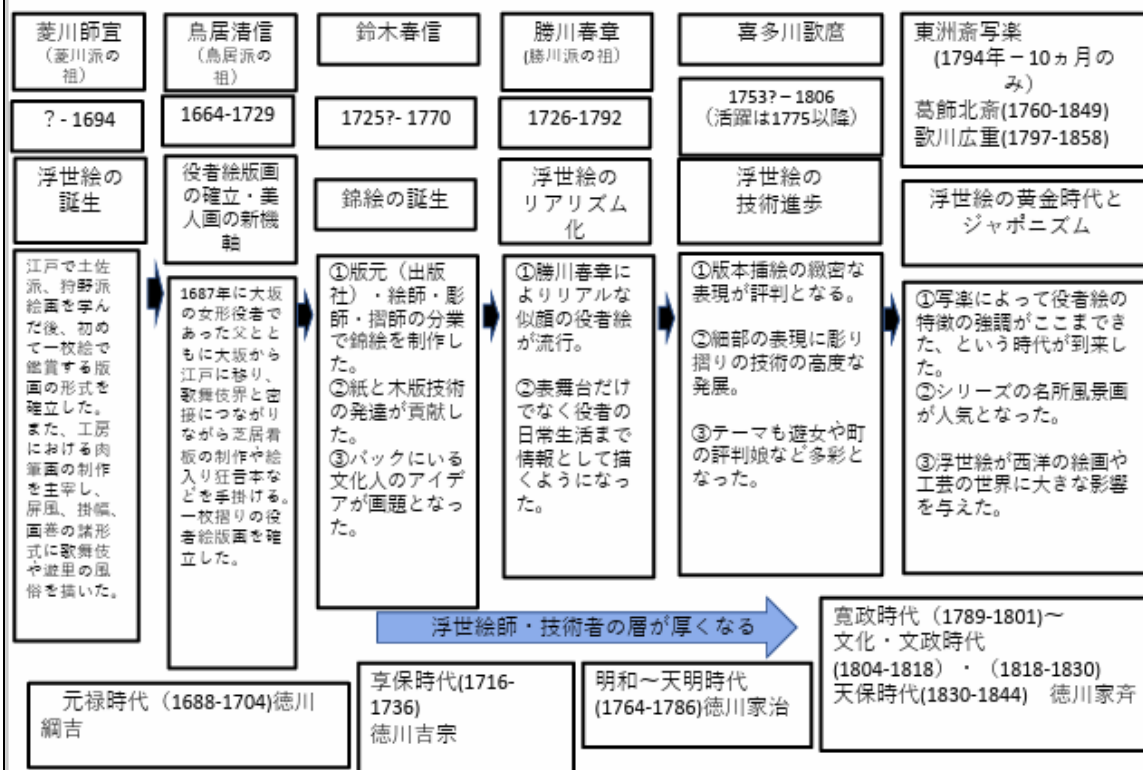 菱川師宣
（菱川派の
祖）
? - 1694
浮世絵の
誕生
江戸で土佐
派、狩野派
絵画を学ん
だ後、初め
て一枚絵で
鑑賞する版
画の形式を
確立した。
また、工房
における肉
筆画の制作
を主宰し、
屏風、掛幅、
画巻の諸形
式に歌舞伎
や遊里の風
俗を描いた。
鳥居清信
（鳥居派の
祖）
1664-1729
役者絵版画
の確立・美
人画の新機
軸
1687年に大坂
の女形役者で
あった父とと
もに大坂から
江戸に移り、
歌舞伎界と密
接につながり
ながら芝居看
板の制作や絵
入り狂言本な
どを手掛ける。
一枚摺りの役
者絵版画を確
立した。
鈴木春信
1725?- 1770
錦絵の誕生
①版元（出版
社）・絵師・彫
師・摺師の分業
で錦絵を制作し
た。
②紙と木版技術
の発達が貢献し
た。
③バックにいる
文化人のアイデ
アが画題となっ
た。
勝川春章
(勝川派の祖)
1726-1792
浮世絵の
リアリズム
化
①勝川春章に
よりリアルな
似顔の役者絵
が流行。
②表舞台だけ
でなく役者の
日常生活まで
情報として描
くようになっ
た。
喜多川歌麿
1753? – 1806
（活躍は1775以降）
浮世絵の
技術進歩
①版本挿絵の緻密な
表現が評判となる。
②細部の表現に彫り
摺りの技術の高度な
発展。
③テーマも遊女や町
の評判娘など多彩と
なった。
東洲斎写楽
(1794年－10ヵ月の
み）
葛飾北斎(1760-1849)
歌川広重(1797-1858)
浮世絵の黄金時代と
ジャポニズム
①写楽によって役者絵の
特徴の強調がここまでき
た、という時代が到来し
た。
②シリーズの名所風景画
が人気となった。
③浮世絵が西洋の絵画や
工芸の世界に大きな影響
を与えた。
浮世絵師・技術者の層が厚くなる
元禄時代（1688-1704)徳川
綱吉
享保時代(1716-
1736)
徳川吉宗
明和～天明時代
(1764-1786)徳川家治
寛政時代（1789-1801)～
文化・文政時代
(1804-1818）・（1818-1830)
天保時代(1830-1844)　徳川家斉